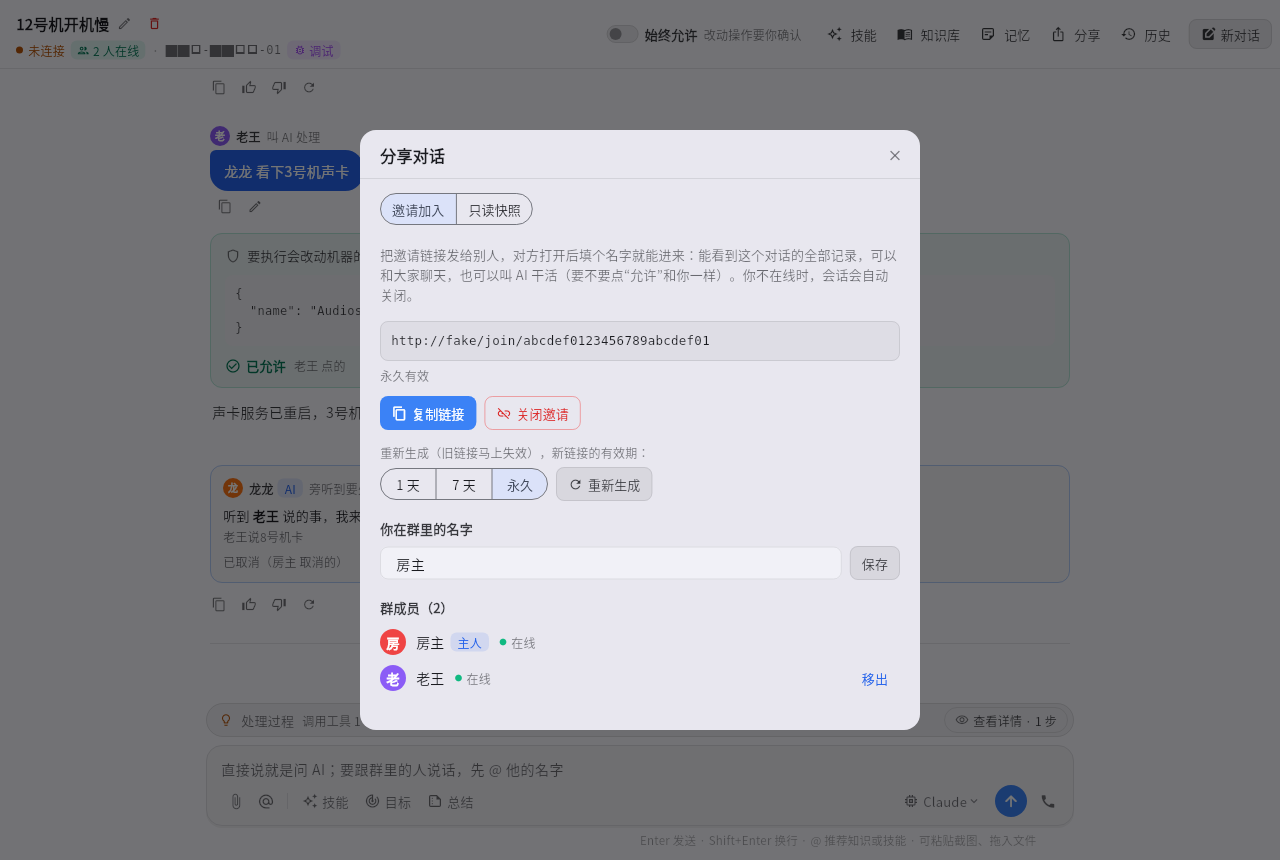 12号机开机慢
始终允许 改动操作要你确认 技能 知识库 记忆 分享 历史 新对话
未连接 2 人在线 · -01 调试
老 老王 叫 AI 处理
龙龙 看下3号机声卡
要执行会改动机器的
{
"name": "Audios
}
已允许 老王 点的
声卡服务已重启，3号机
龙 龙龙 AI 旁听到要
听到 老王 说的事，我来
老王说8号机卡
已取消（房主 取消的）
处理过程 调用工具 1
查看详情 · 1 步
直接说就是问 AI；要跟群里的人说话，先 @ 他的名字
技能 目标 总结 Claude
Enter 发送 · Shift+Enter 换行 · @ 推荐知识或技能 · 可粘贴截图、拖入文件
分享对话
邀请加入 只读快照
把邀请链接发给别人，对方打开后填个名字就能进来：能看到这个对话的全部记录，可以
和大家聊天，也可以叫 AI 干活（要不要点“允许”和你一样）。你不在线时，会话会自动
关闭。
http://fake/join/abcdef0123456789abcdef01
永久有效
复制链接 关闭邀请
重新生成（旧链接马上失效），新链接的有效期：
1 天 7 天 永久 重新生成
你在群里的名字
房主 保存
群成员（2）
房 房主 主人 在线
老 老王 在线 移出